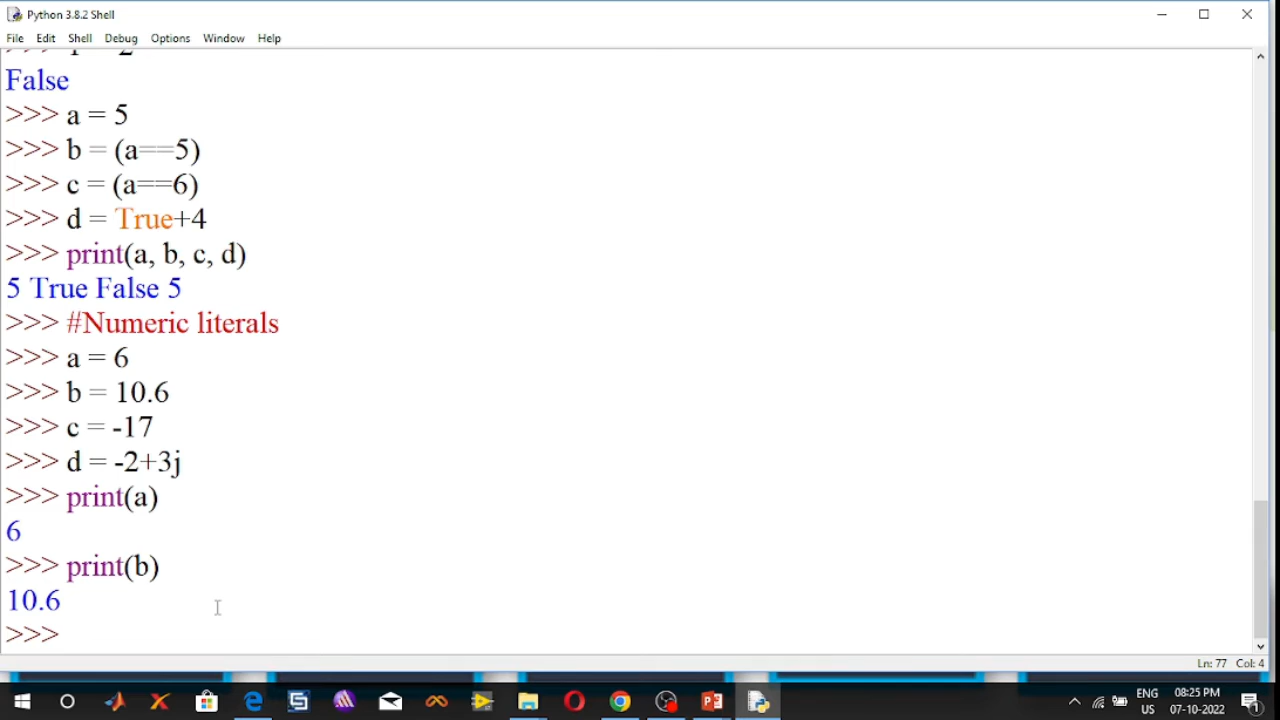 Python 3.8.2 Shell
File Edit Shell Debug Options Window Help
False
>>> a = 5
>>> b = (a==5)
>>> c = (a==6)
>>> d = True+4
>>> print(a, b, c, d)
5 True False 5
>>> #Numeric literals
>>> a = 6
>>> b = 10.6
>>> c = -17
>>> d = -2+3j
>>> print(a)
6
>>> print(b)
10.6
>>>
Ln: 77 Col: 4
ENG 08:25 PM
US 07-10-2022